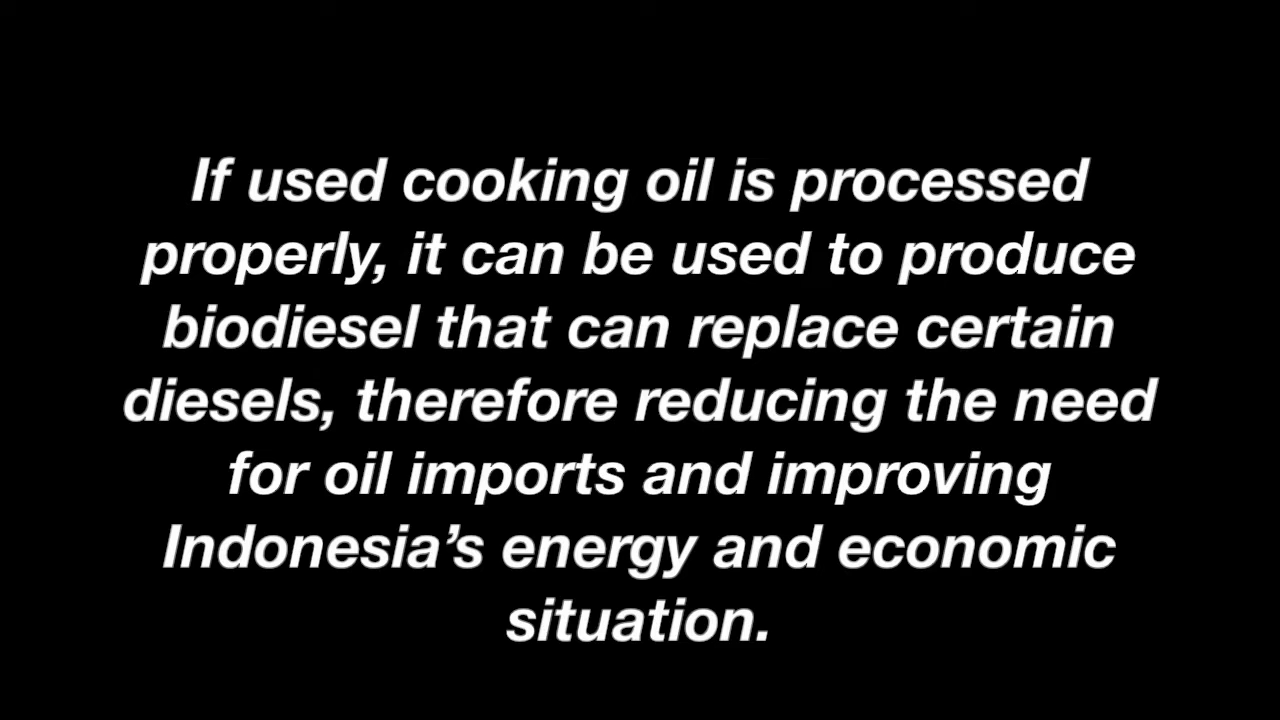 If used cooking oil is processed
properly, it can be used to produce
biodiesel that can replace certain
diesels, therefore reducing the need
for oil imports and improving
Indonesia’s energy and economic
situation.